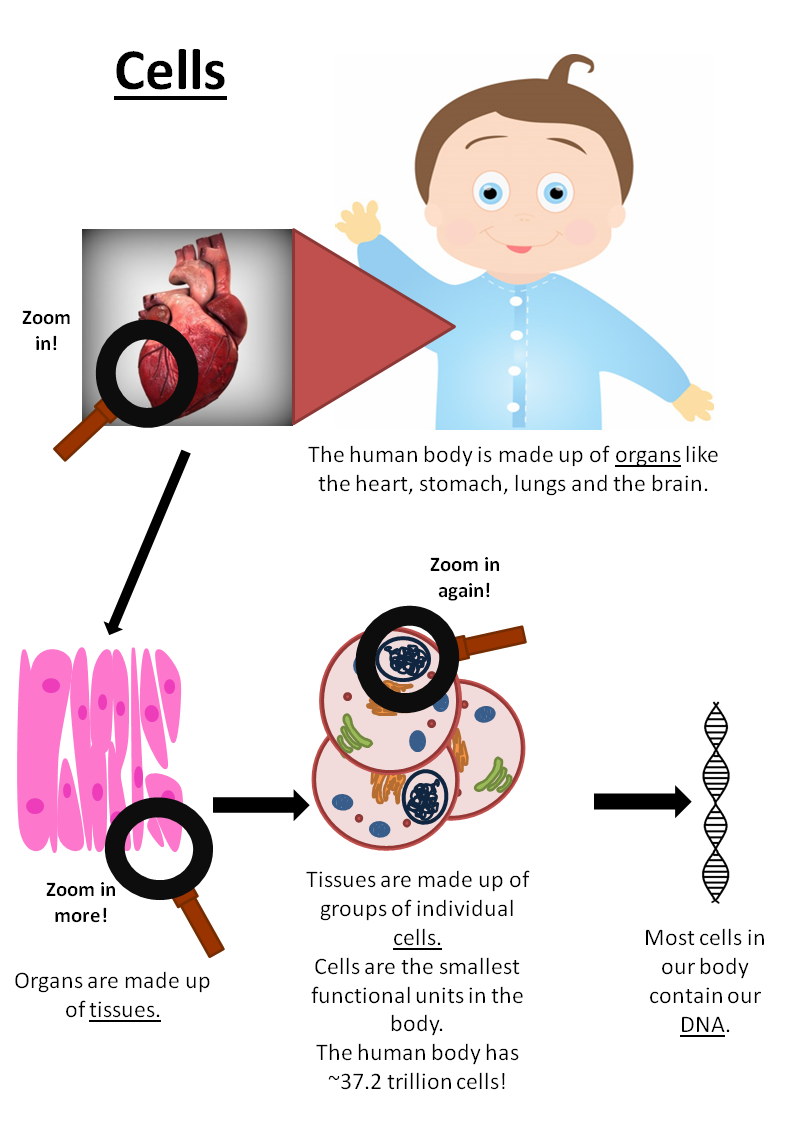 Cells
Zoom
in!
The human body is made up of organs like
the heart, stomach, lungs and the brain.
Zoom in
again!
Zoom in
more!
Organs are made up
of tissues.
Tissues are made up of
groups of individual
cells.
Cells are the smallest
functional units in the
body.
The human body has
~37.2 trillion cells!
Most cells in
our body
contain our
DNA.